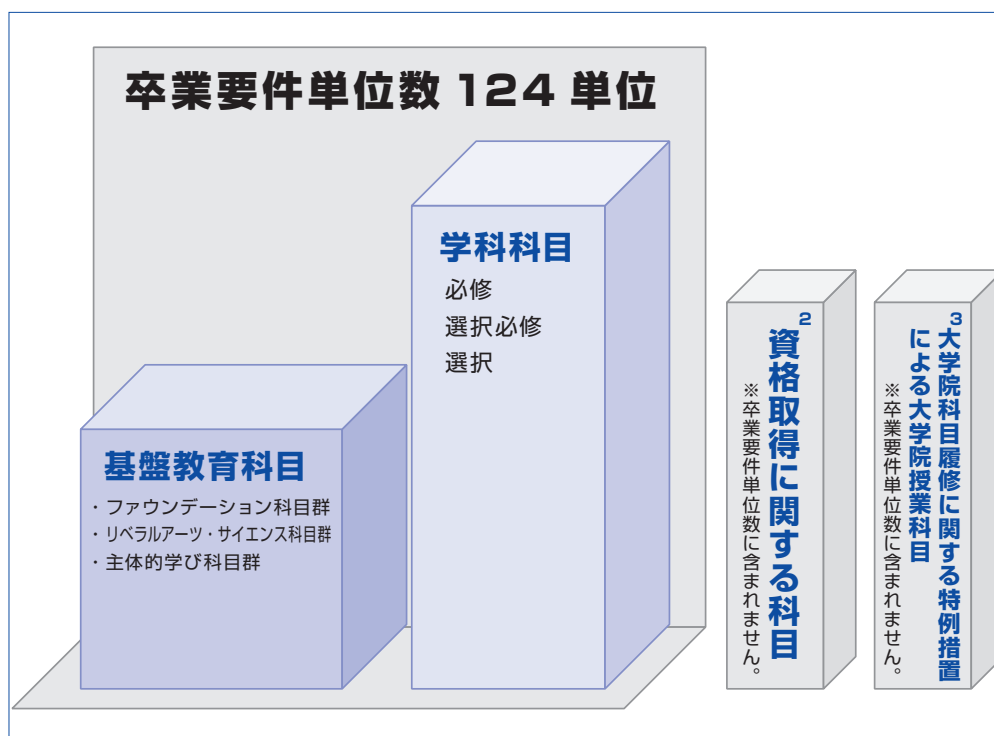 卒業要件単位数 124 単位
学科科目
必修
選択必修
選択
基盤教育科目
・ファウンデーション科目群
・リベラルアーツ・サイエンス科目群
・主体的学び科目群
2
資格取得に関する科目
※卒業要件単位数に含まれません。
3
大学院科目履修に関する特例措置
による大学院授業科目
※卒業要件単位数に含まれません。